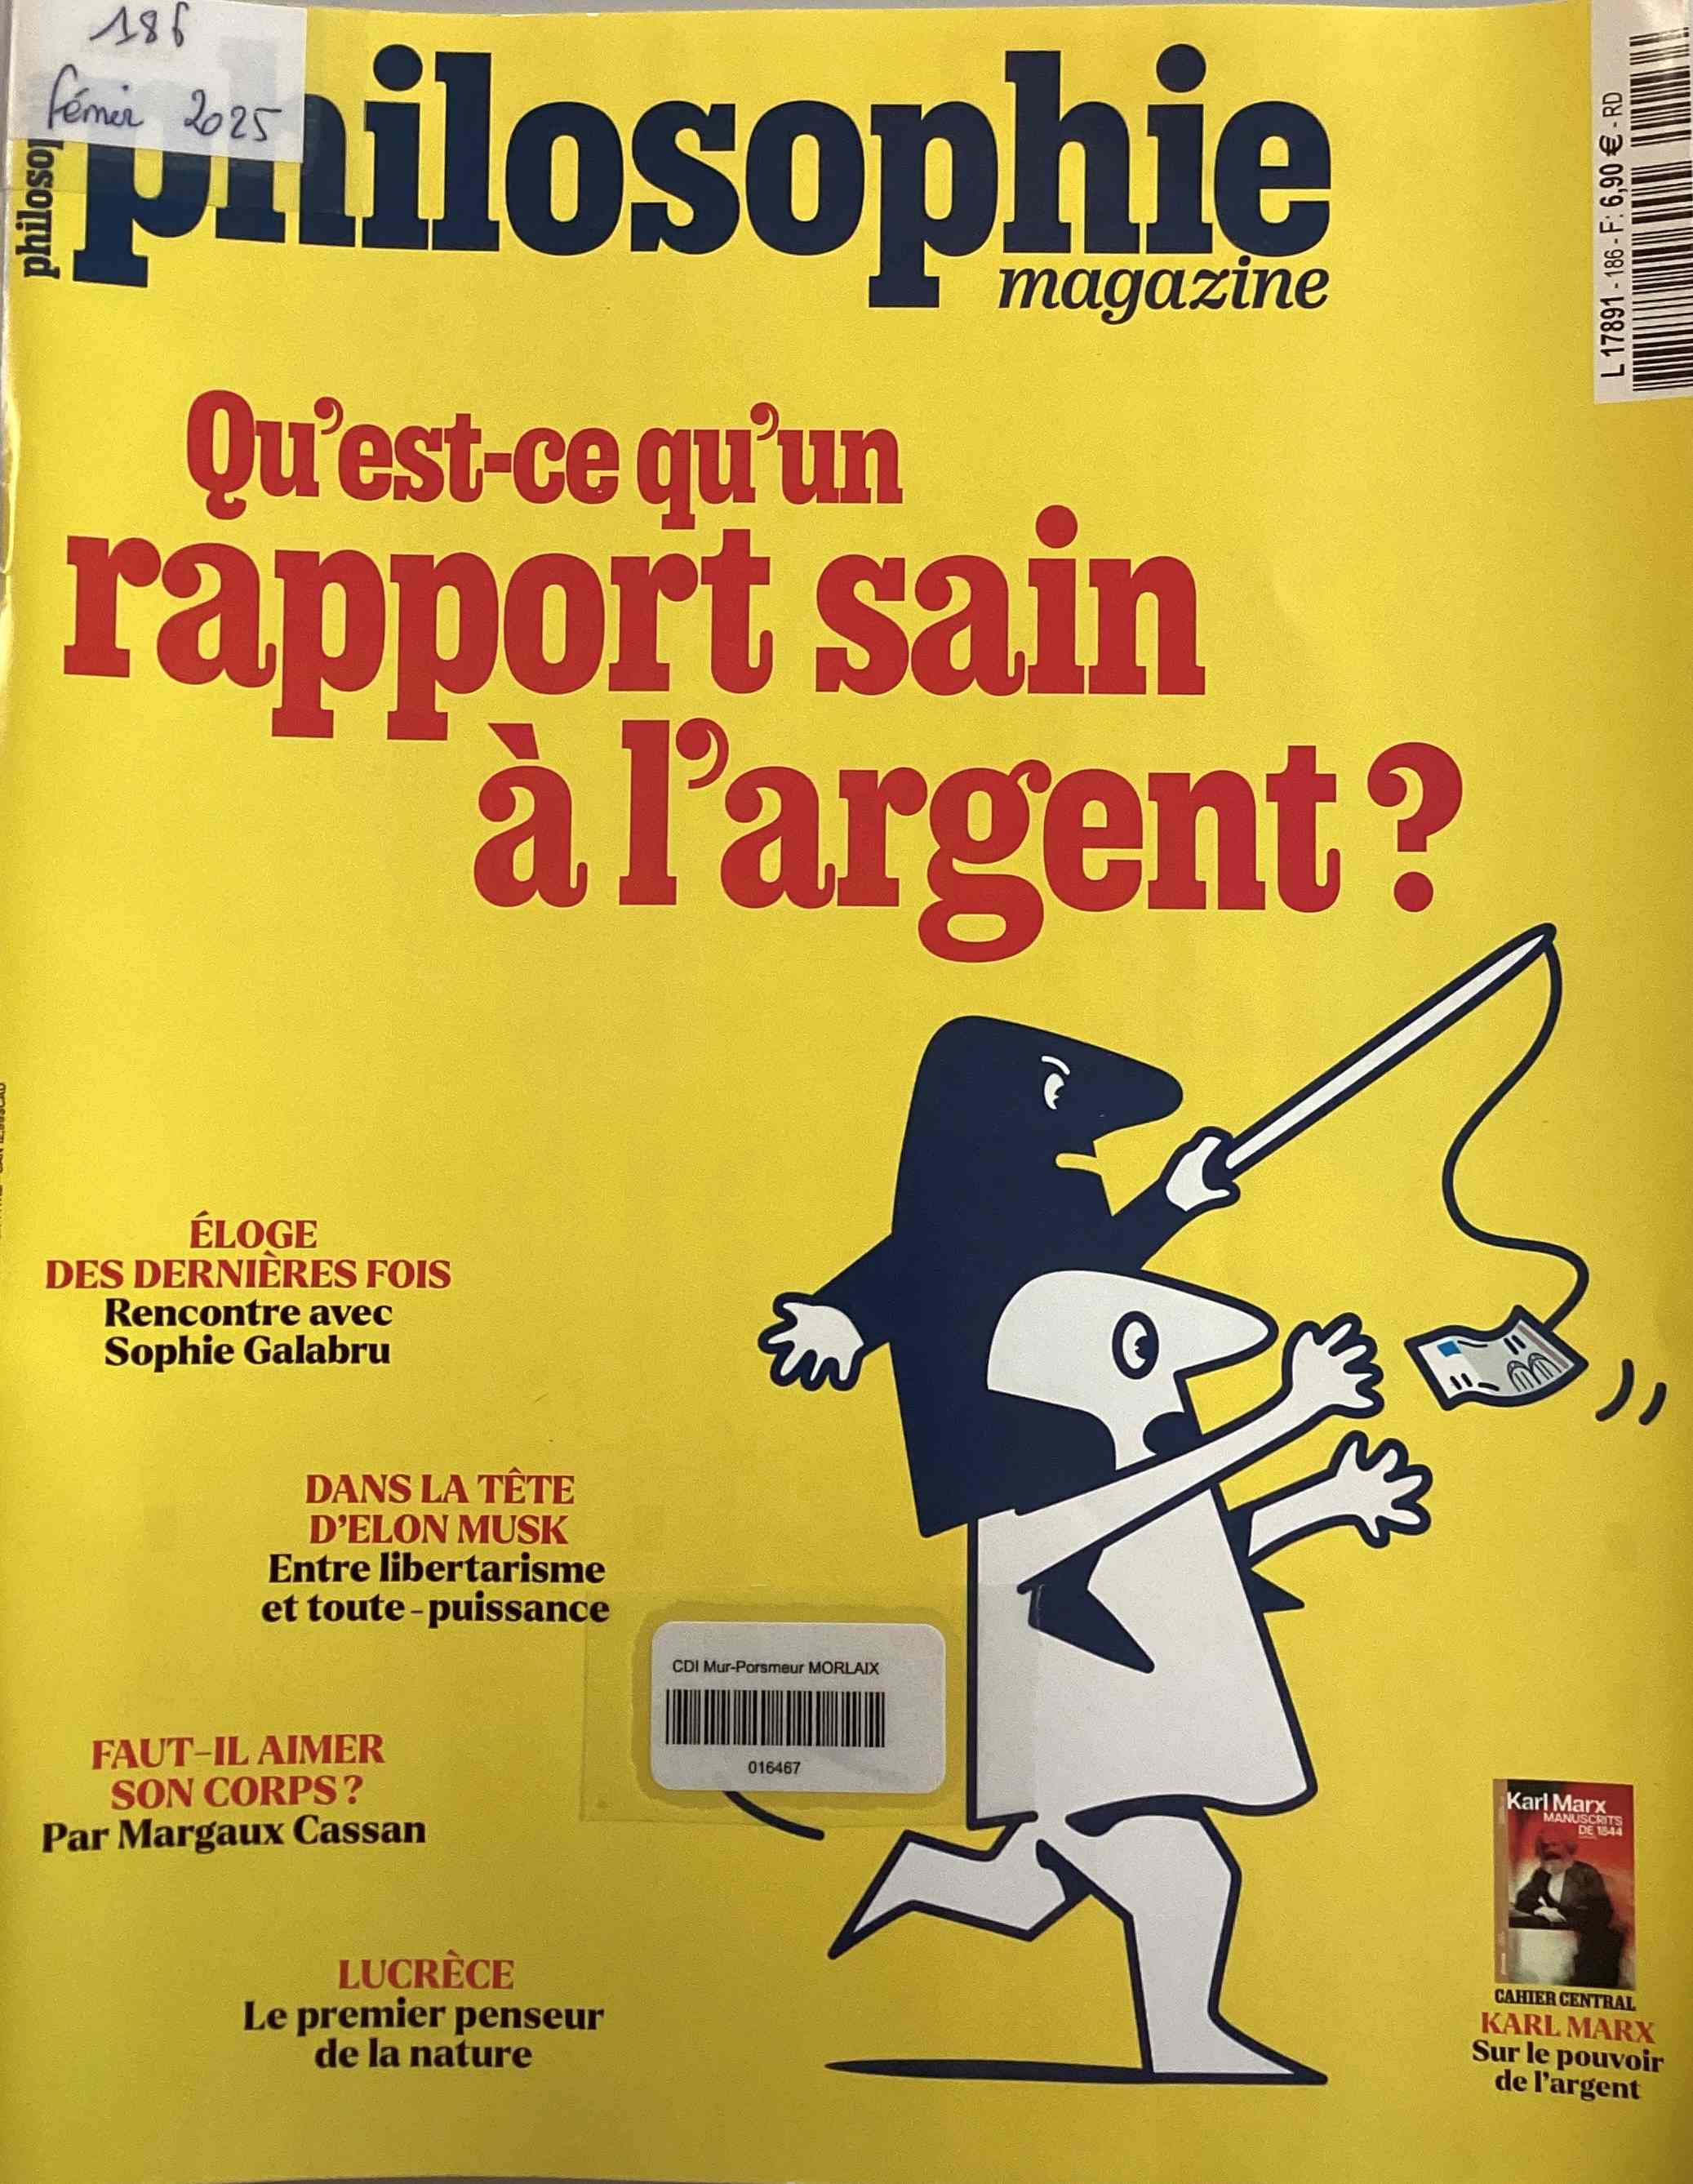 186
février 2025
philosophie
magazine
L 17891 - 186 - F: 6,90 € - RD
Qu'est-ce qu'un
rapport sain
à l'argent ?
ÉLOGE
DES DERNIÈRES FOIS
Rencontre avec
Sophie Galabru
DANS LA TÊTE
D'ELON MUSK
Entre libertarisme
et toute-puissance
CDI Mur-Porsmeur MORLAIX
016467
FAUT-IL AIMER
SON CORPS ?
Par Margaux Cassan
LUCRÈCE
Le premier penseur
de la nature
Karl Marx
MANUSCRITS
DE 1844
CAHIER CENTRAL
KARL MARX
Sur le pouvoir
de l'argent